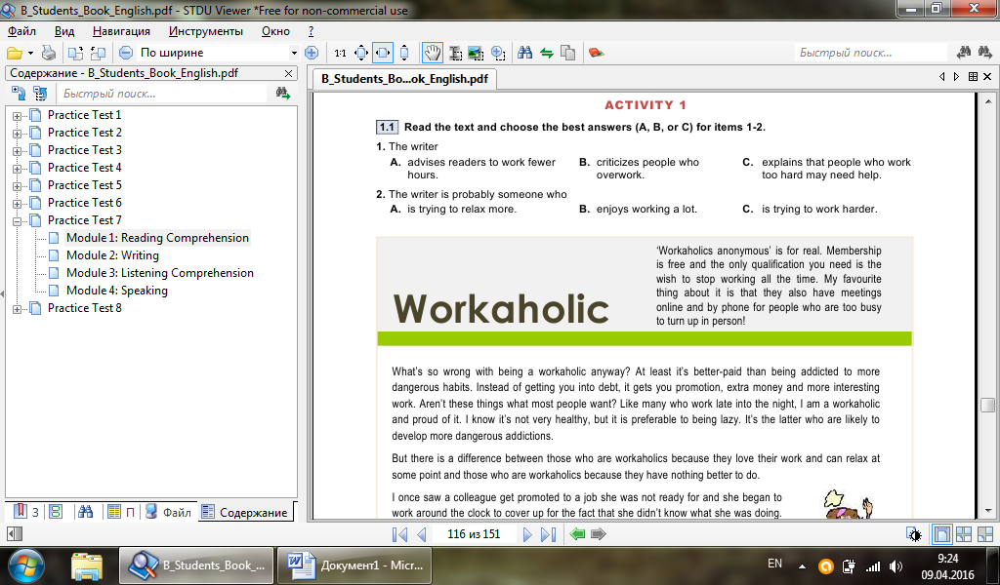 B_Students_Book_English.pdf - STDU Viewer *Free for non-commercial use
Файл Вид Навигация Инструменты Окно ?
По ширине 1:1 Быстрый поиск...
Содержание - B_Students_Book_English.pdf
Быстрый поиск...
Practice Test 1
Practice Test 2
Practice Test 3
Practice Test 4
Practice Test 5
Practice Test 6
Practice Test 7
Module 1: Reading Comprehension
Module 2: Writing
Module 3: Listening Comprehension
Module 4: Speaking
Practice Test 8
З П Файл Содержание
B_Students_Bo...ok_English.pdf
ACTIVITY 1
1.1 Read the text and choose the best answers (A, B, or C) for items 1-2.
1. The writer
A. advises readers to work fewer hours.
B. criticizes people who overwork.
C. explains that people who work too hard may need help.
2. The writer is probably someone who
A. is trying to relax more. B. enjoys working a lot. C. is trying to work harder.
Workaholic
‘Workaholics anonymous’ is for real. Membership
is free and the only qualification you need is the
wish to stop working all the time. My favourite
thing about it is that they also have meetings
online and by phone for people who are too busy
to turn up in person!
What’s so wrong with being a workaholic anyway? At least it’s better-paid than being addicted to more
dangerous habits. Instead of getting you into debt, it gets you promotion, extra money and more interesting
work. Aren’t these things what most people want? Like many who work late into the night, I am a workaholic
and proud of it. I know it’s not very healthy, but it is preferable to being lazy. It’s the latter who are likely to
develop more dangerous addictions.
But there is a difference between those who are workaholics because they love their work and can relax at
some point and those who are workaholics because they have nothing better to do.
I once saw a colleague get promoted to a job she was not ready for and she began to
work around the clock to cover up for the fact that she didn’t know what she was doing.
116 из 151
B_Students_Book_...
Документ1 - Micr...
EN
9:24
09.04.2016